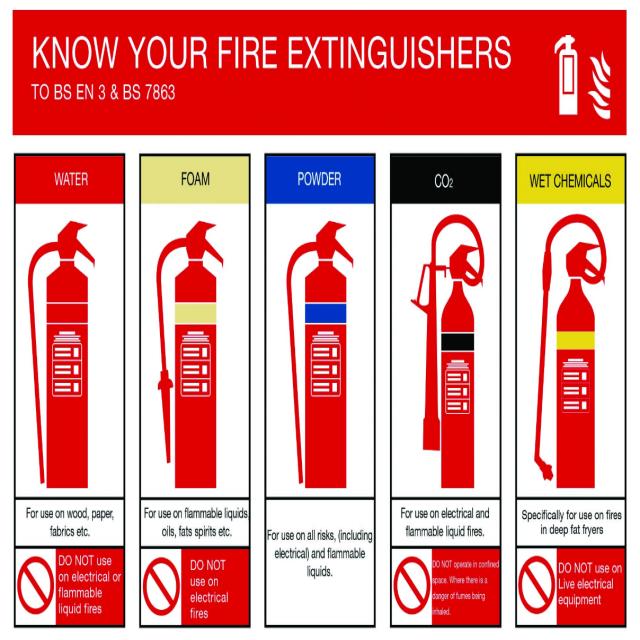 KNOW YOUR FIRE EXTINGUISHERS
TO BS EN 3 & BS 7863
WATER
For use on wood, paper,
fabrics etc.
DO NOT use
on electrical or
flammable
liquid fires
FOAM
For use on flammable liquids,
oils, fats spirits etc.
DO NOT
use on
electrical
fires
POWDER
For use on all risks, (including
electrical) and flammable
liquids.
CO₂
For use on electrical and
flammable liquid fires.
DO NOT operate in confined
space. Where there is a
danger of fumes being
inhaled.
WET CHEMICALS
Specifically for use on fires
in deep fat fryers
DO NOT use on
Live electrical
equipment